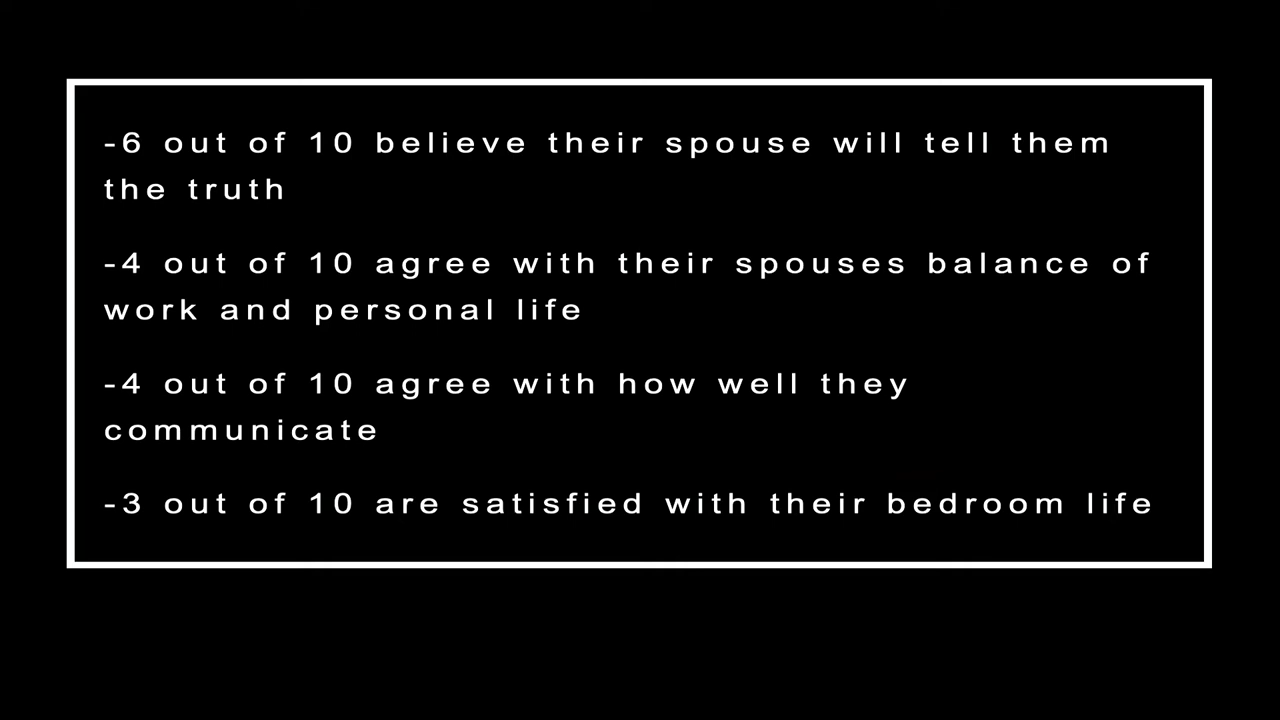 -6 out of 10 believe their spouse will tell them
the truth
-4 out of 10 agree with their spouses balance of
work and personal life
-4 out of 10 agree with how well they
communicate
-3 out of 10 are satisfied with their bedroom life